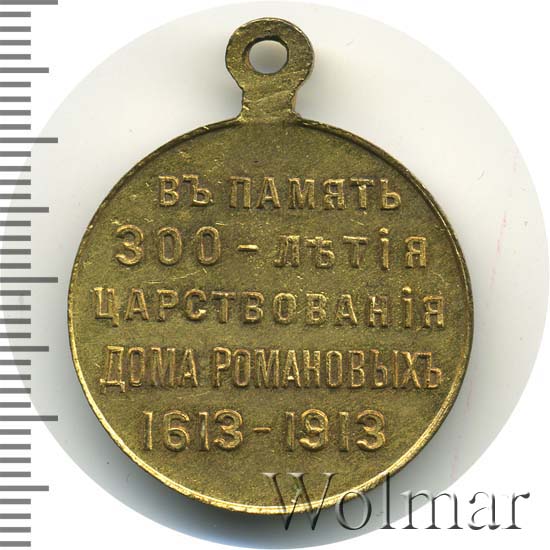 ВЪ ПАМЯТЬ
300-ЛѢТІЯ
ЦАРСТВОВАНІЯ
ДОМА РОМАНОВЫХЪ
1613-1913
Wolmar